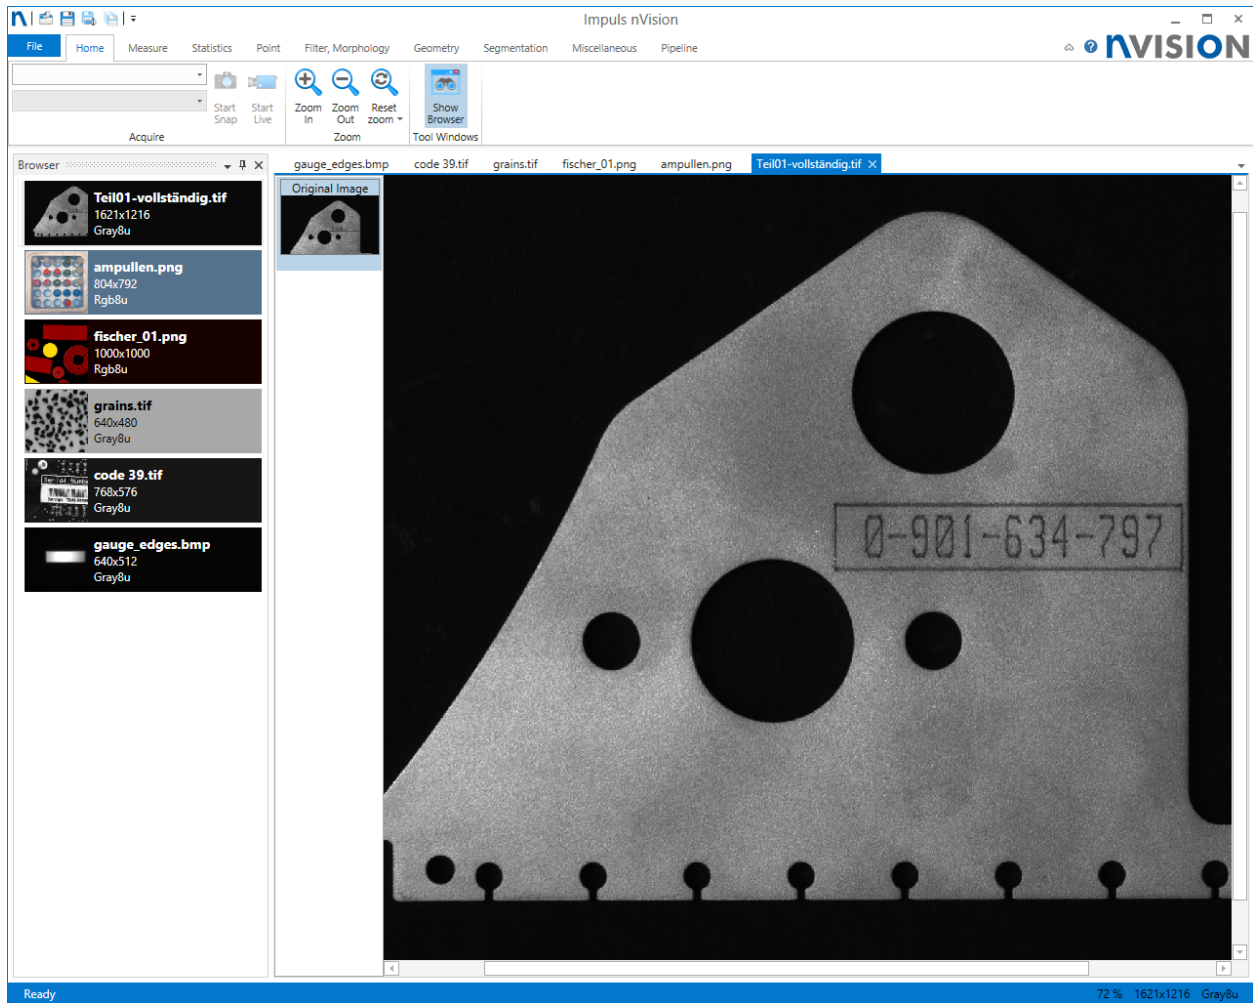 Impuls nVision
File Home Measure Statistics Point Filter, Morphology Geometry Segmentation Miscellaneous Pipeline
nVISION
Start Snap
Start Live
Zoom In
Zoom Out
Reset zoom
Show Browser
Acquire Zoom Tool Windows
Browser
Teil01-vollständig.tif
1621x1216
Gray8u
ampullen.png
804x792
Rgb8u
fischer_01.png
1000x1000
Rgb8u
grains.tif
640x480
Gray8u
code 39.tif
768x576
Gray8u
gauge_edges.bmp
640x512
Gray8u
gauge_edges.bmp code 39.tif grains.tif fischer_01.png ampullen.png Teil01-vollständig.tif
Original Image
0-901-634-797
Ready 72 % 1621x1216 Gray8u